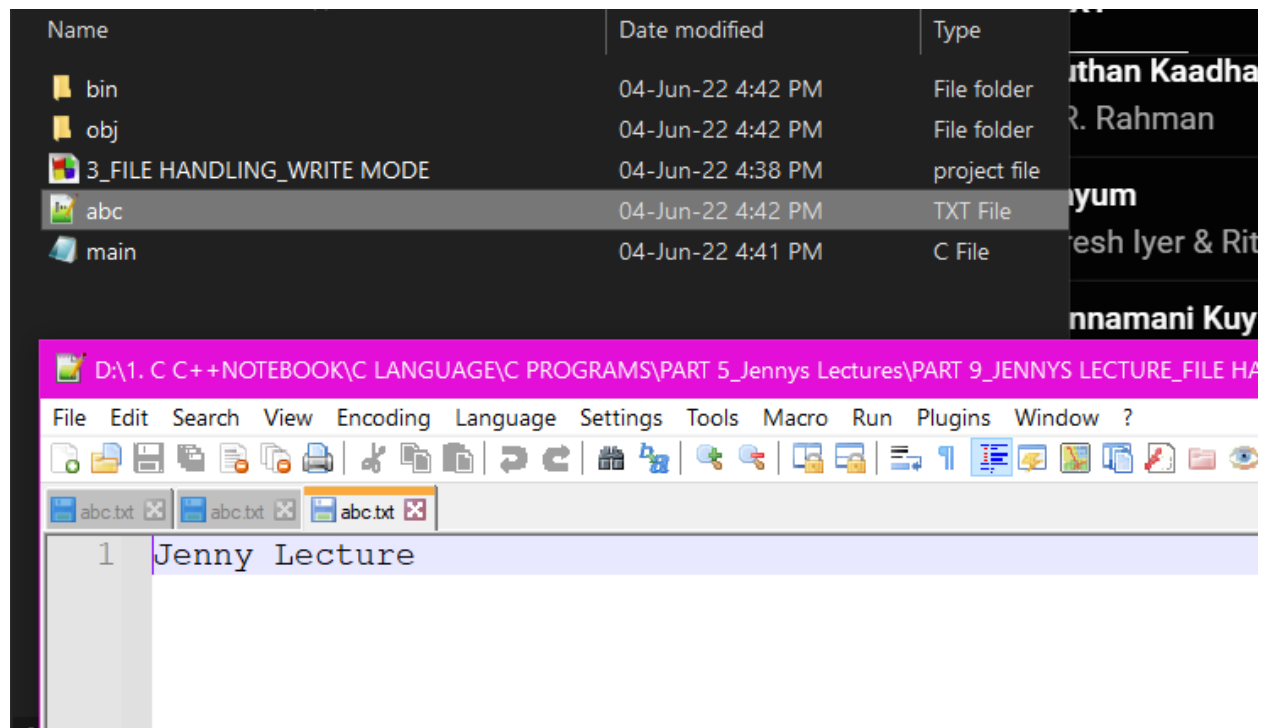 Name Date modified Type
bin 04-Jun-22 4:42 PM File folder
obj 04-Jun-22 4:42 PM File folder
3_FILE HANDLING_WRITE MODE 04-Jun-22 4:38 PM project file
abc 04-Jun-22 4:42 PM TXT File
main 04-Jun-22 4:41 PM C File
uthan Kaadha
R. Rahman
yum
esh Iyer & Rit
nnamani Kuy
D:\1. C C++NOTEBOOK\C LANGUAGE\C PROGRAMS\PART 5_Jennys Lectures\PART 9_JENNYS LECTURE_FILE HA
File Edit Search View Encoding Language Settings Tools Macro Run Plugins Window ?
abc.txt abc.txt abc.txt
1 Jenny Lecture